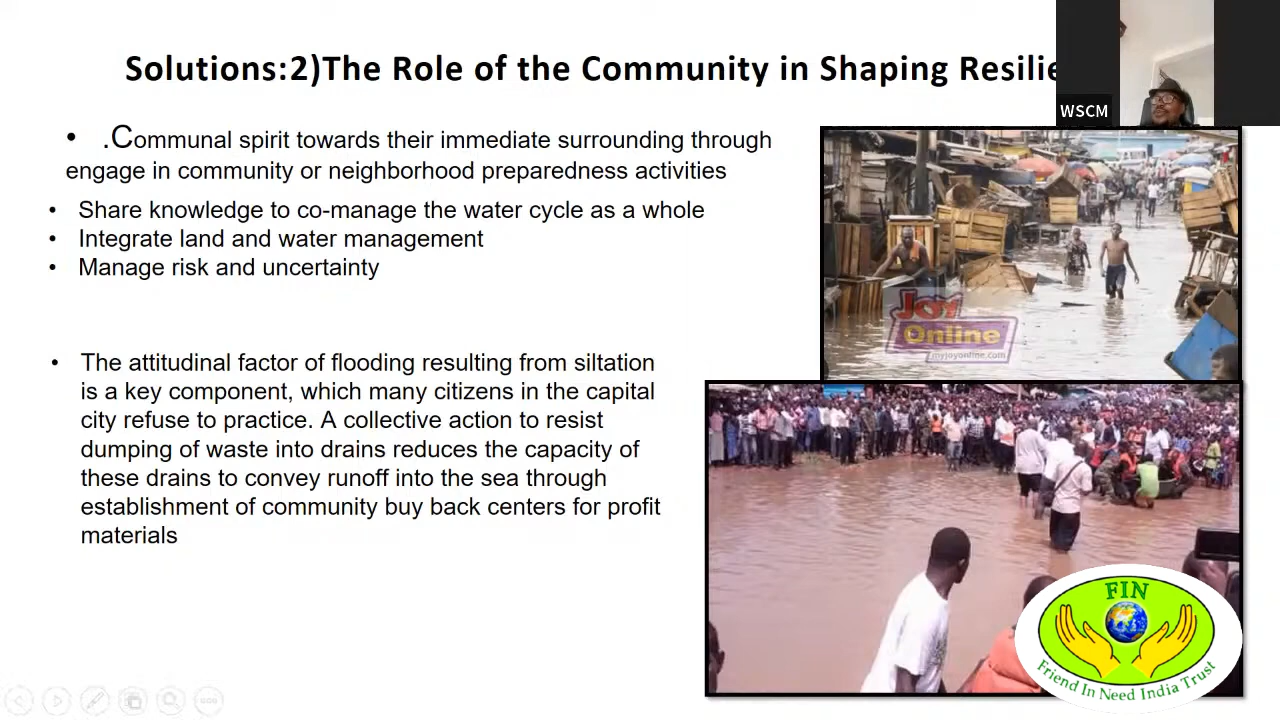 Solutions:2)The Role of the Community in Shaping Resilie
WSCM
• .Communal spirit towards their immediate surrounding through
engage in community or neighborhood preparedness activities
• Share knowledge to co-manage the water cycle as a whole
• Integrate land and water management
• Manage risk and uncertainty
• The attitudinal factor of flooding resulting from siltation
is a key component, which many citizens in the capital
city refuse to practice. A collective action to resist
dumping of waste into drains reduces the capacity of
these drains to convey runoff into the sea through
establishment of community buy back centers for profit
materials
Joy
Online
myjoyonline.com
FIN
Friend In Need India Trust